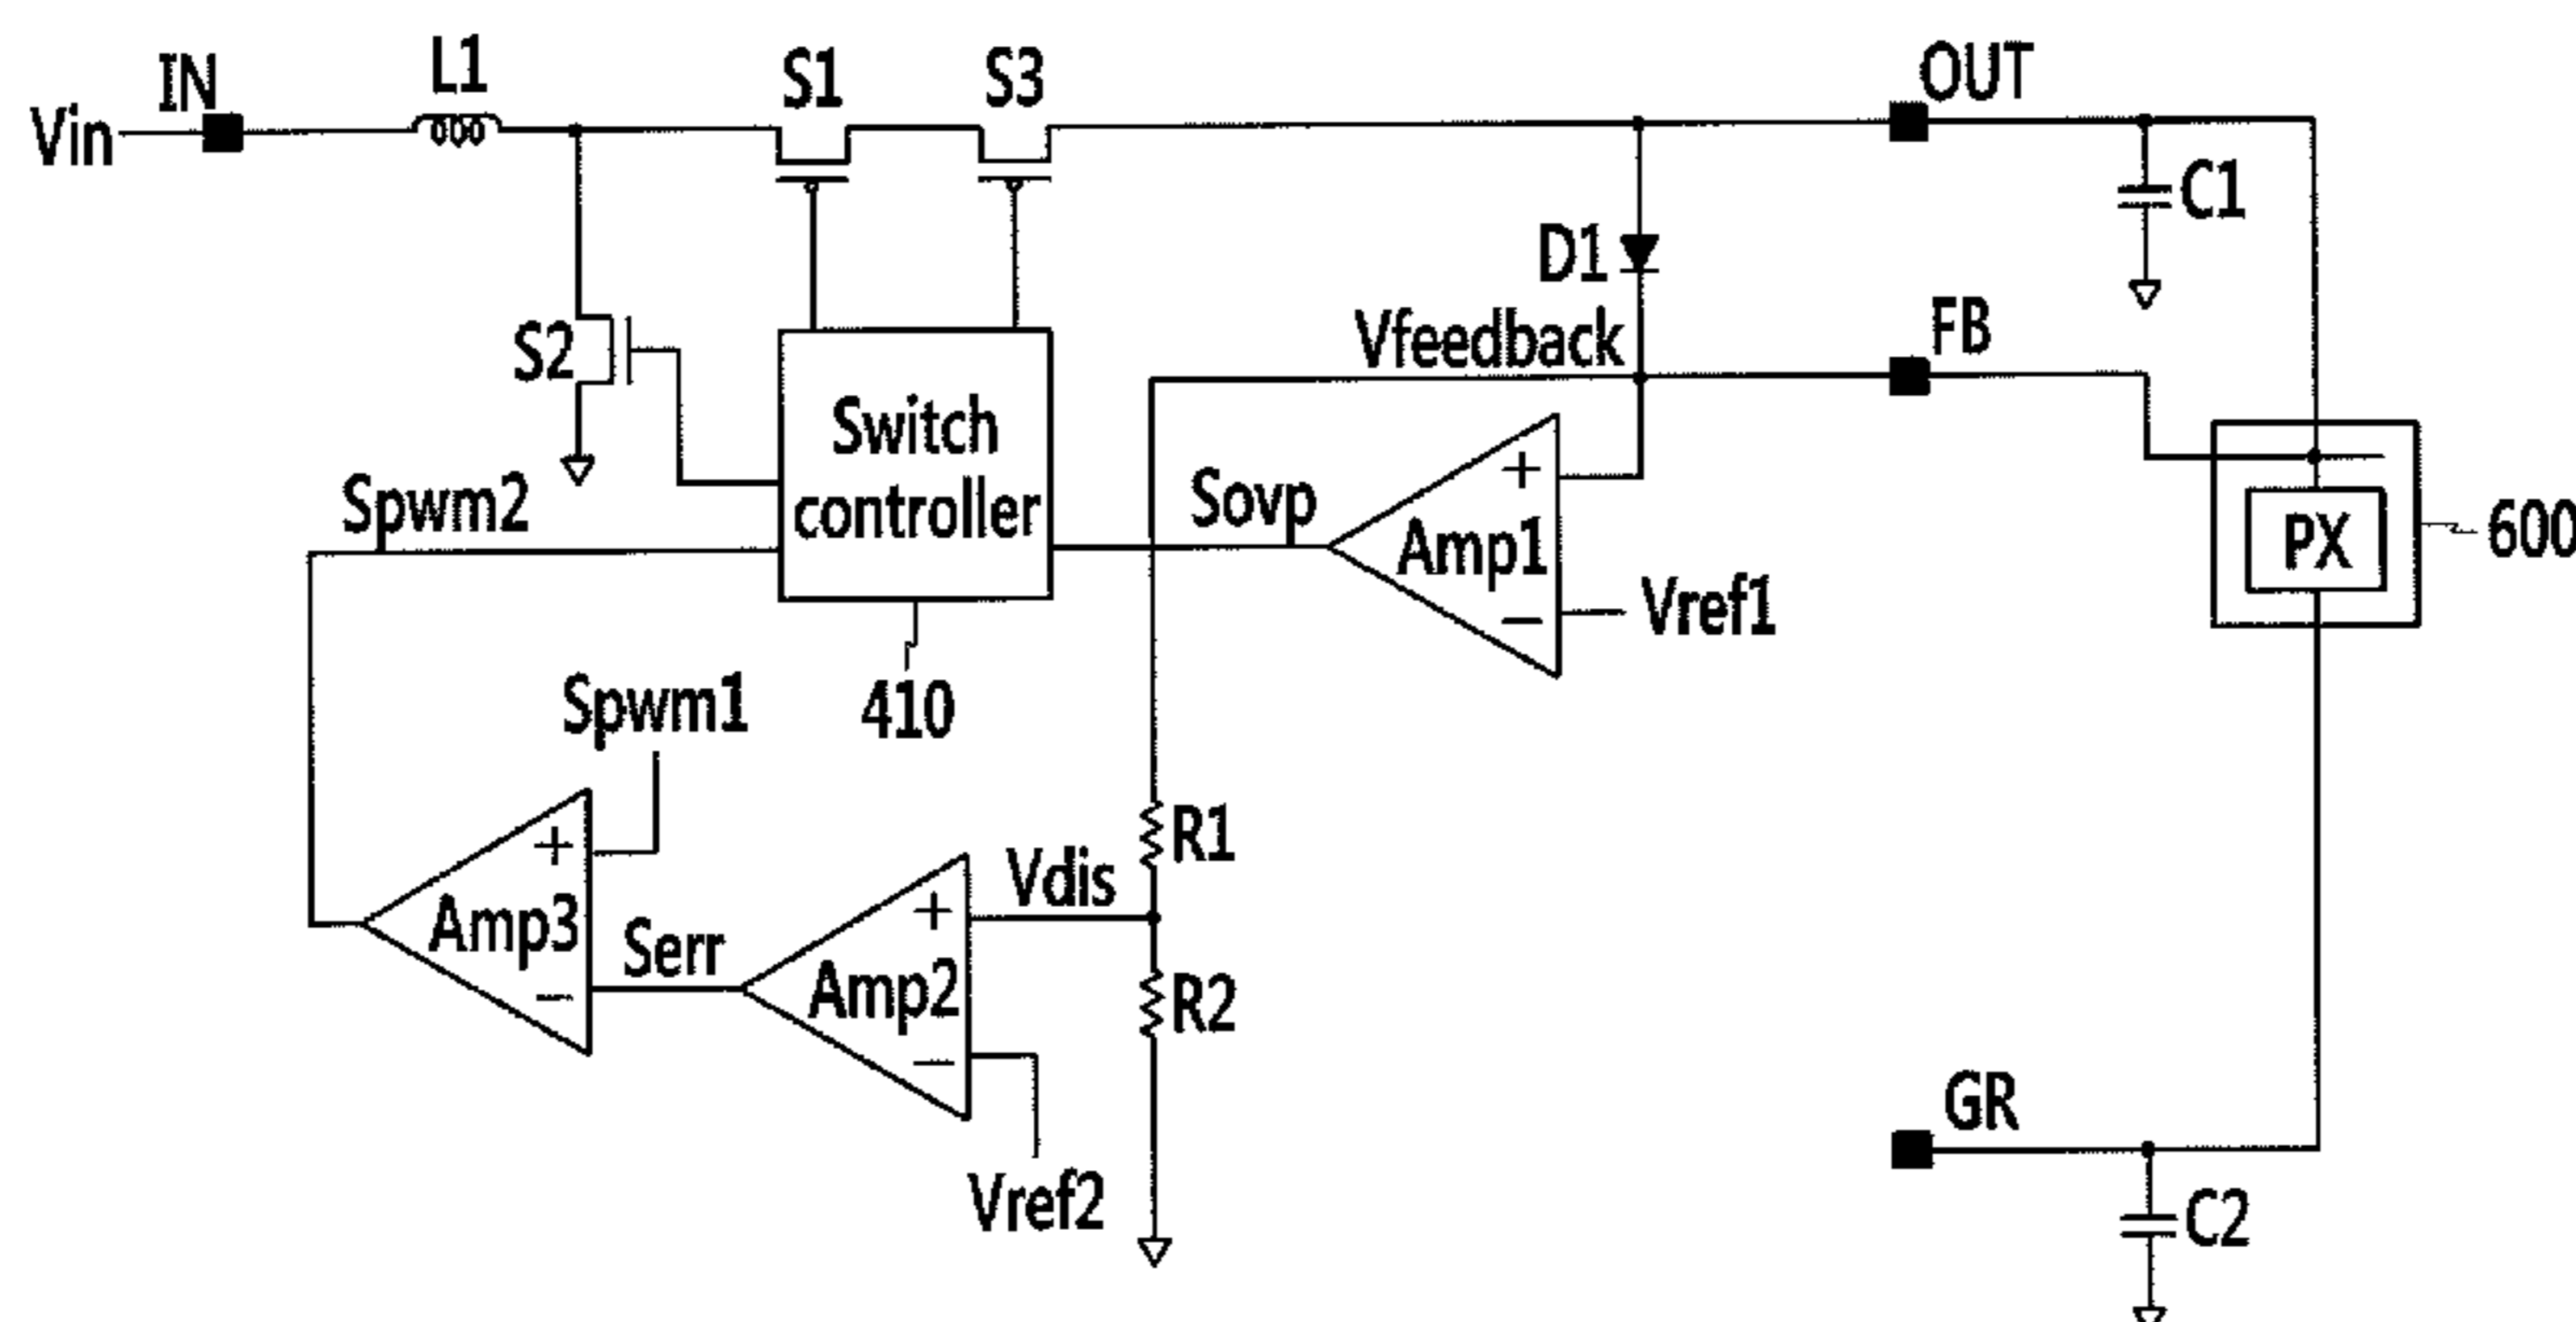 Vin
IN
L1
S1
S3
OUT
C1
D1
S2
Vfeedback
FB
Switch
controller
Spwm2
Sovp
+
Amp1
−
Vref1
PX
600
410
Spwm1
+
Amp3
−
Serr
Vdis
+
Amp2
−
R1
R2
Vref2
GR
C2